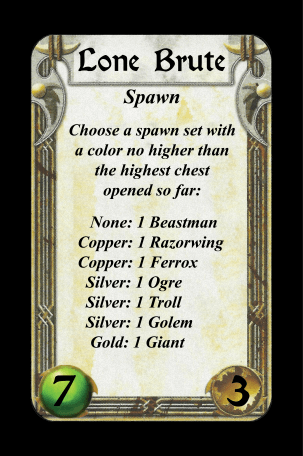 Lone Brute
Spawn
Choose a spawn set with
a color no higher than
the highest chest
opened so far:
None: 1 Beastman
Copper: 1 Razorwing
Copper: 1 Ferrox
Silver: 1 Ogre
Silver: 1 Troll
Silver: 1 Golem
Gold: 1 Giant
7
3